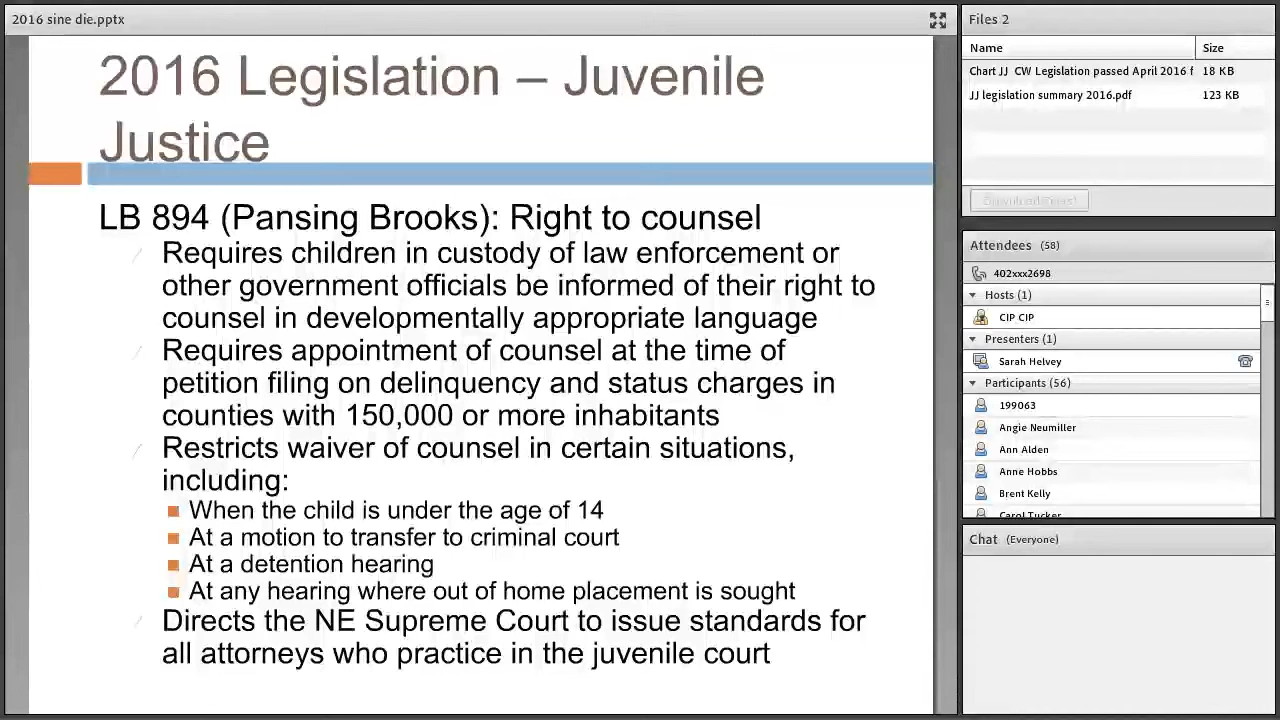 2016 sine die.pptx
2016 Legislation – Juvenile
Justice
LB 894 (Pansing Brooks): Right to counsel
Requires children in custody of law enforcement or
other government officials be informed of their right to
counsel in developmentally appropriate language
Requires appointment of counsel at the time of
petition filing on delinquency and status charges in
counties with 150,000 or more inhabitants
Restricts waiver of counsel in certain situations,
including:
When the child is under the age of 14
At a motion to transfer to criminal court
At a detention hearing
At any hearing where out of home placement is sought
Directs the NE Supreme Court to issue standards for
all attorneys who practice in the juvenile court
Files 2
Name Size
Chart JJ CW Legislation passed April 2016 f 18 KB
JJ legislation summary 2016.pdf 123 KB
Attendees (58)
402xxx2698
Hosts (1)
CIP CIP
Presenters (1)
Sarah Helvey
Participants (56)
199063
Angie Neumiller
Ann Alden
Anne Hobbs
Brent Kelly
Carol Tucker
Chat (Everyone)